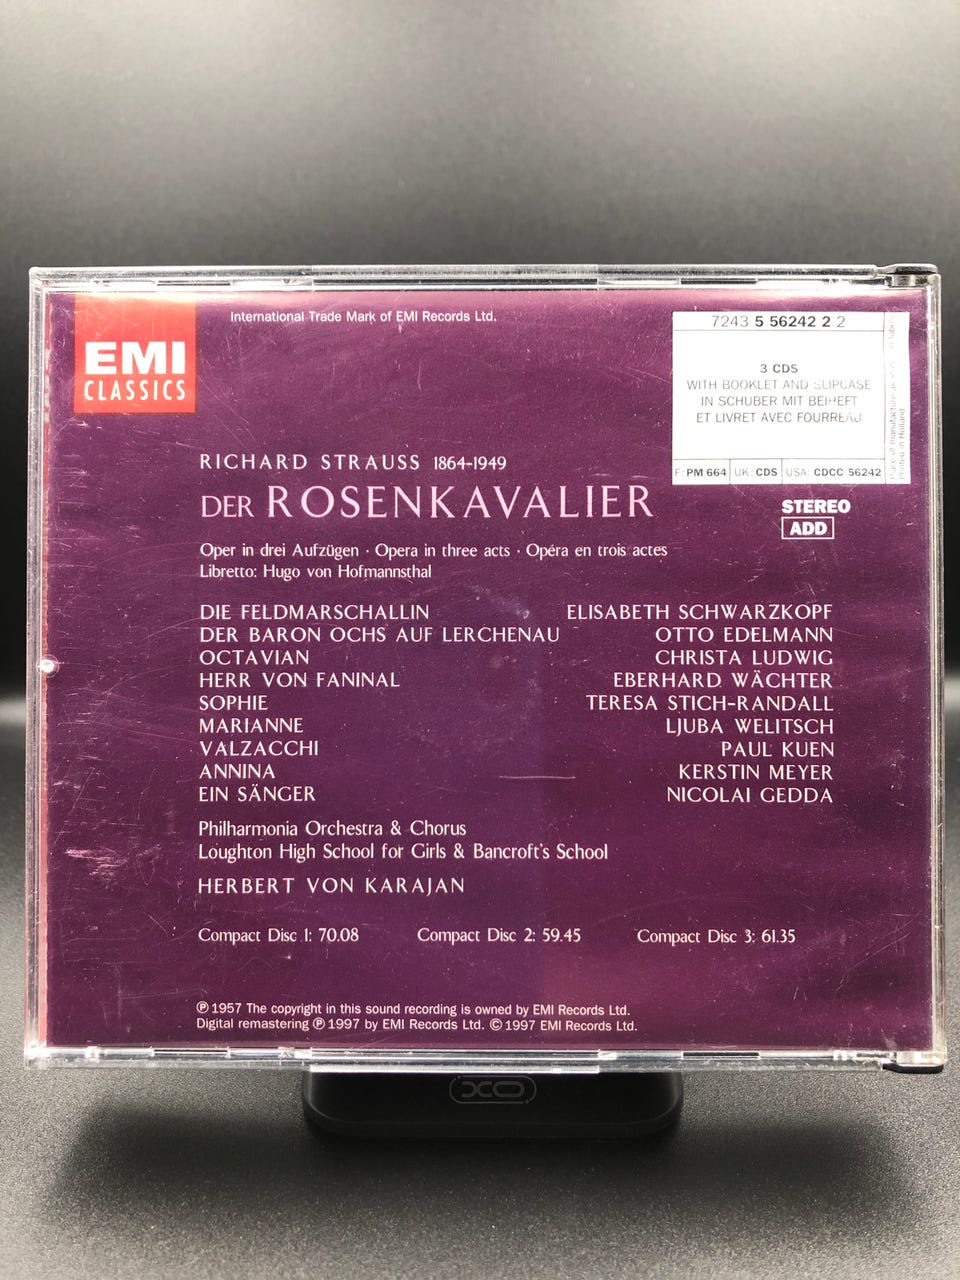 International Trade Mark of EMI Records Ltd.
EMI
CLASSICS
7243 5 56242 2 2
3 CDS
WITH BOOKLET AND SLIPCASE
IN SCHUBER MIT BEIHEFT
ET LIVRET AVEC FOURREAU
F: PM 664 UK: CDS USA: CDCC 56242
Place of manufacture as
Printed in Holland
STEREO
ADD
RICHARD STRAUSS 1864-1949
DER ROSENKAVALIER
Oper in drei Aufzügen · Opera in three acts · Opéra en trois actes
Libretto: Hugo von Hofmannsthal
DIE FELDMARSCHALLIN ELISABETH SCHWARZKOPF
DER BARON OCHS AUF LERCHENAU OTTO EDELMANN
OCTAVIAN CHRISTA LUDWIG
HERR VON FANINAL EBERHARD WÄCHTER
SOPHIE TERESA STICH-RANDALL
MARIANNE LJUBA WELITSCH
VALZACCHI PAUL KUEN
ANNINA KERSTIN MEYER
EIN SÄNGER NICOLAI GEDDA
Philharmonia Orchestra & Chorus
Loughton High School for Girls & Bancroft's School
HERBERT VON KARAJAN
Compact Disc 1: 70.08 Compact Disc 2: 59.45 Compact Disc 3: 61.35
℗ 1957 The copyright in this sound recording is owned by EMI Records Ltd.
Digital remastering ℗ 1997 by EMI Records Ltd. © 1997 EMI Records Ltd.
XO